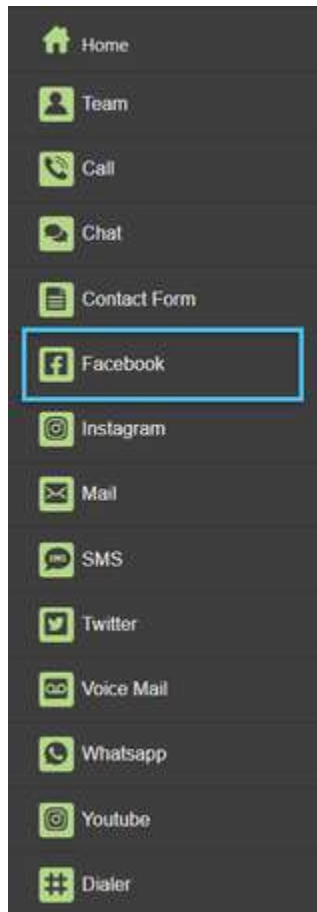 Home
Team
Call
Chat
Contact Form
Facebook
Instagram
Mail
SMS
Twitter
Voice Mail
Whatsapp
Youtube
Dialer